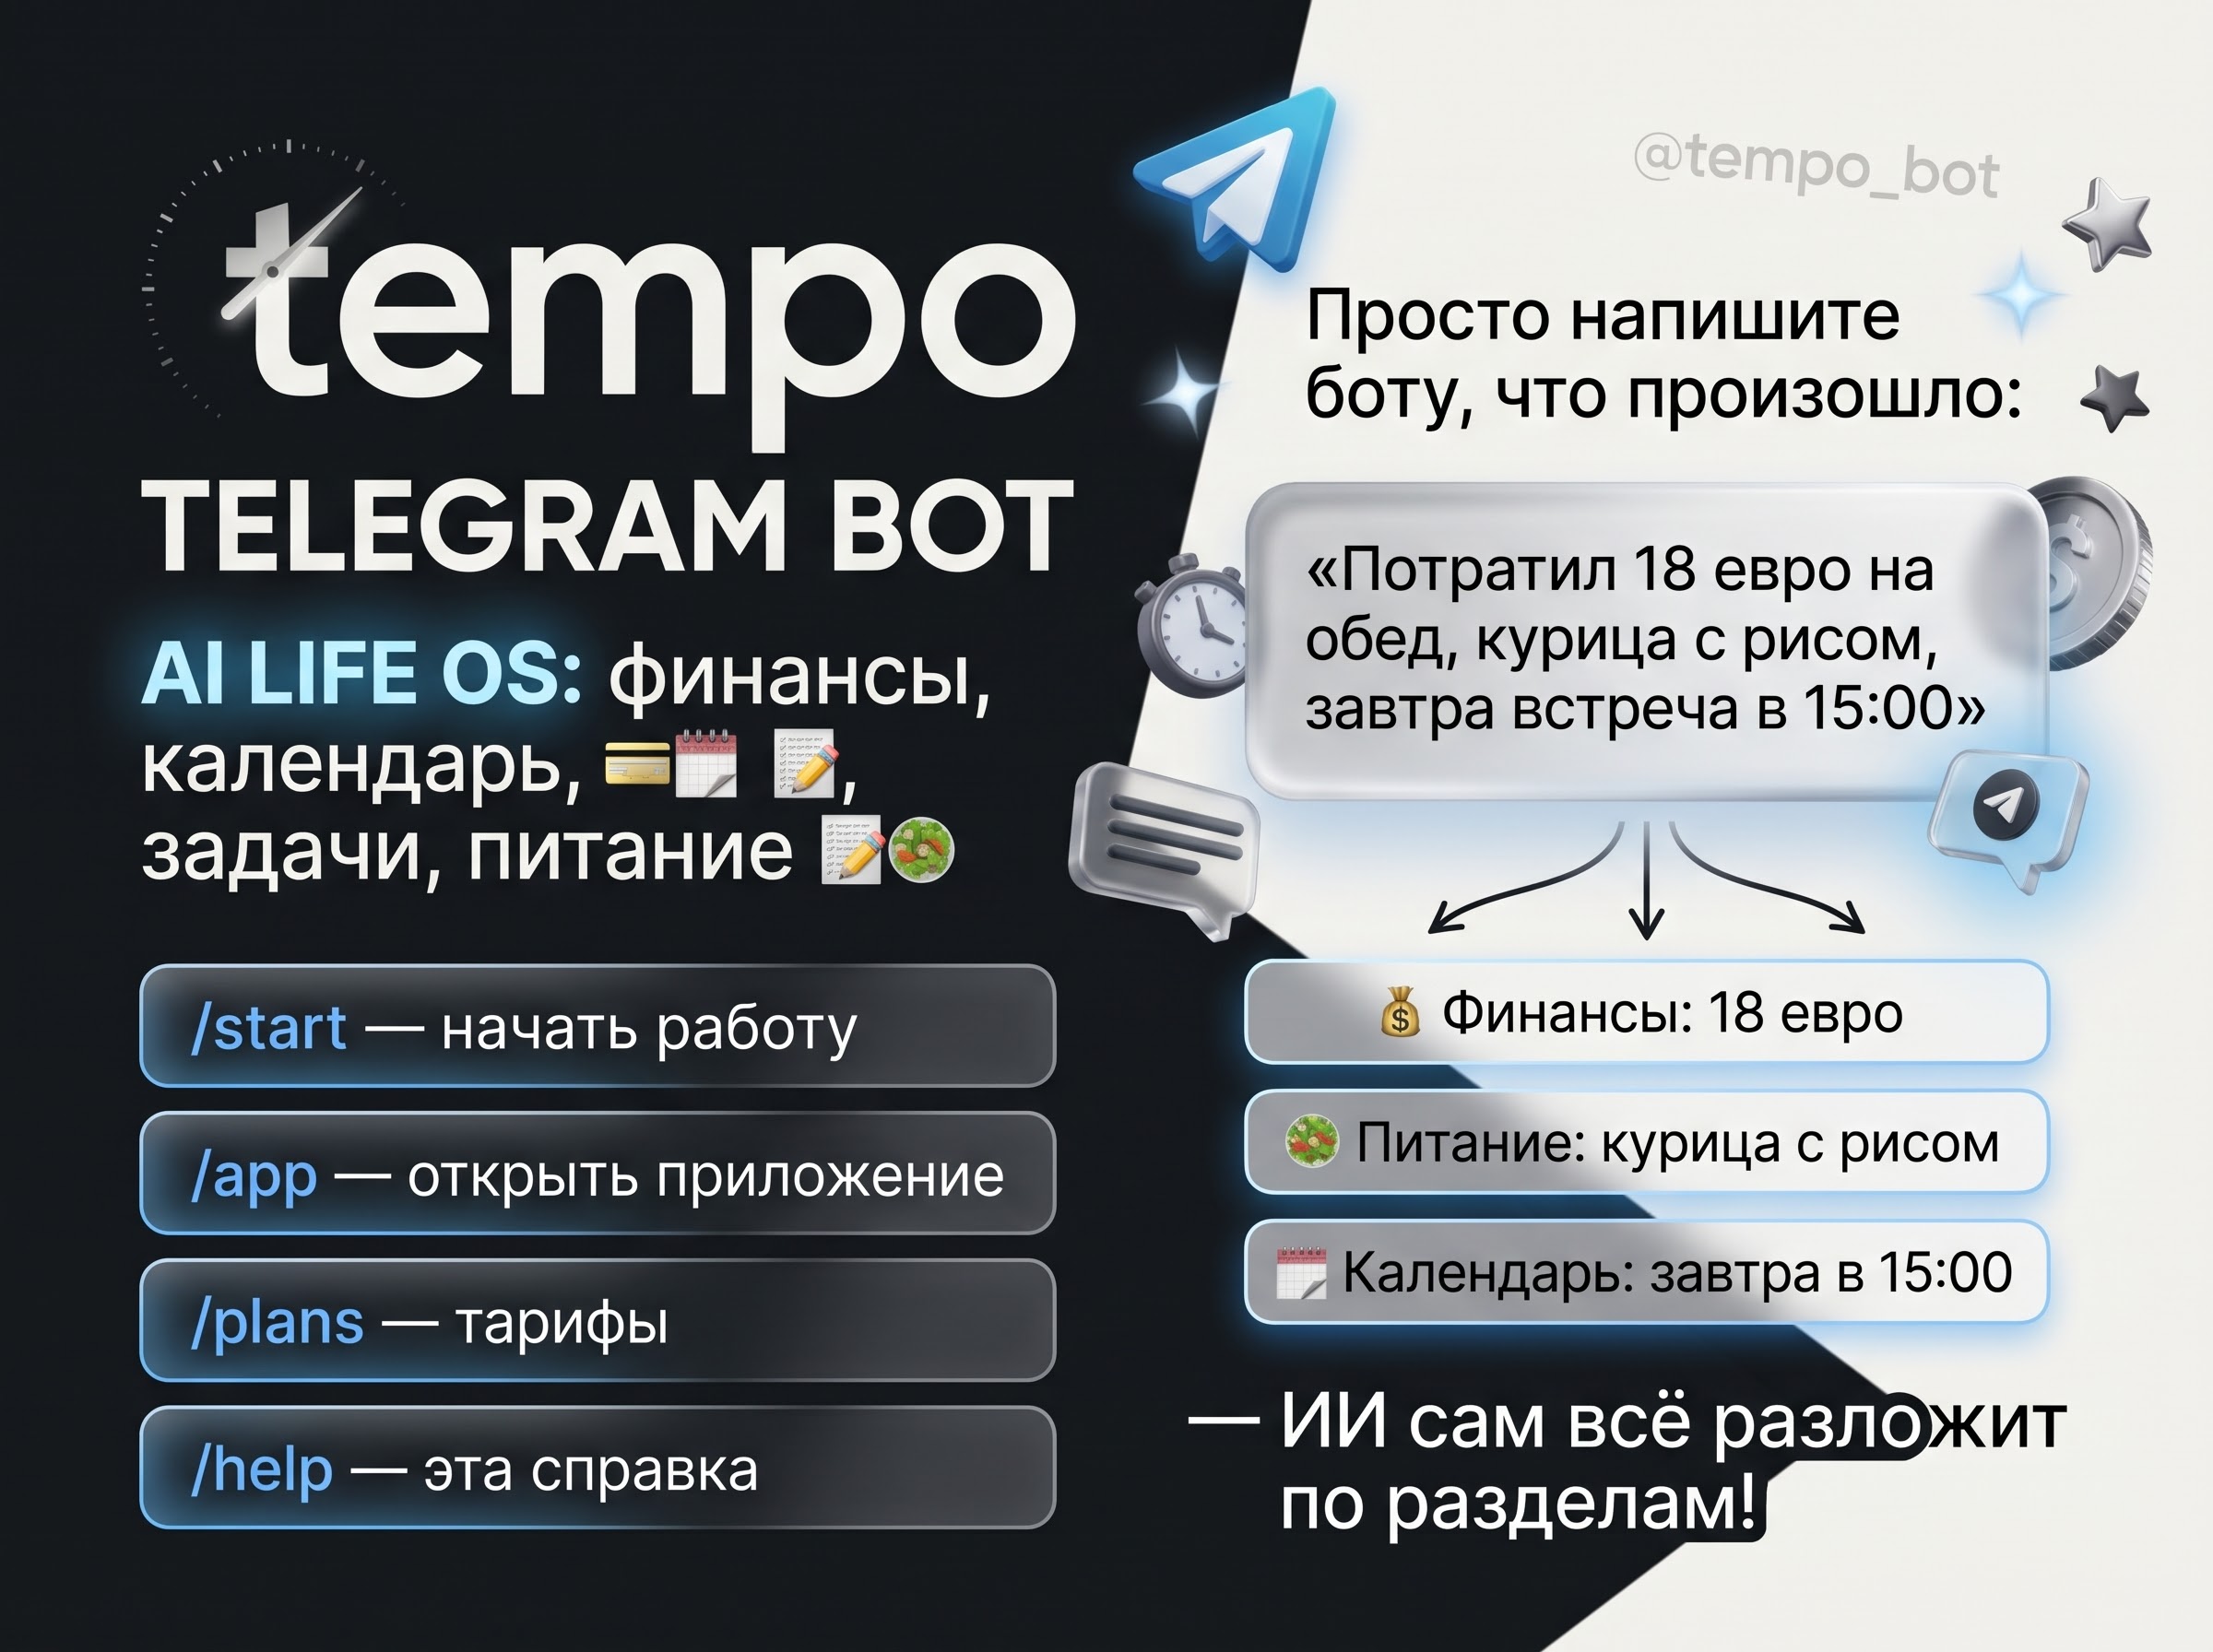 tempo
TELEGRAM BOT
AI LIFE OS: финансы,
календарь, 💳📅 📝,
задачи, питание 📝🥗
/start — начать работу
/app — открыть приложение
/plans — тарифы
/help — эта справка
@tempo_bot
Просто напишите
боту, что произошло:
«Потратил 18 евро на
обед, курица с рисом,
завтра встреча в 15:00»
💰 Финансы: 18 евро
🥗 Питание: курица с рисом
📅 Календарь: завтра в 15:00
— ИИ сам всё разложит
по разделам!